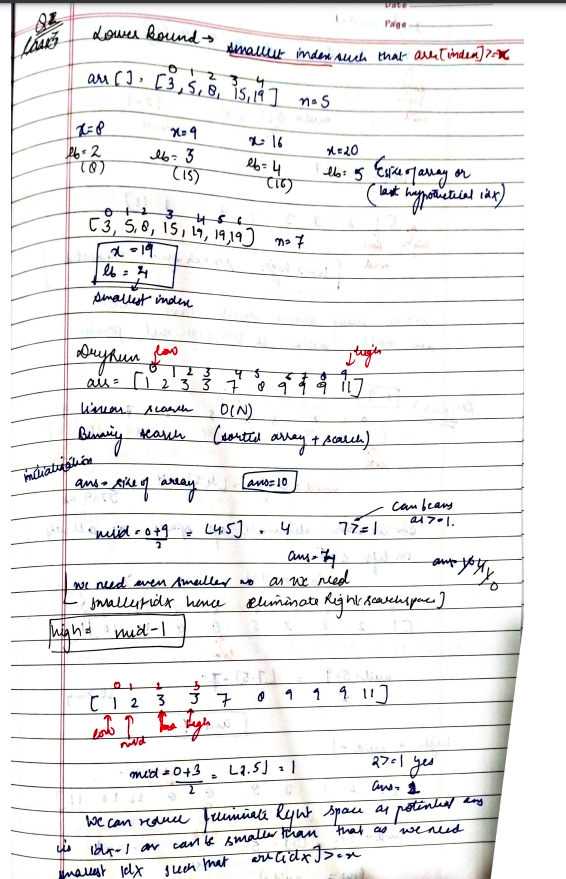 Date
Page
Q2
Lower Bound → smallest index such that arr[index]>=x
0 1 2 3 4
arr[] = [3, 5, 8, 15, 19] n=5
x=8 x=9 x= 16 x=20
lb= 2 lb= 3 lb= 4 lb= 5 (size of array or
(8) (15) (16) (last hypothetical idx)
0 1 2 3 4 5 6
[3, 5, 8, 15, 19, 19, 19] n= 7
x = 19
lb = 4
smallest index
Dry Run low high
0 1 2 3 4 5 6 7 8 9
arr = [1 2 3 3 7 8 9 9 9 11]
linear search O(N)
Binary search (sorted array + search)
initialization
ans = size of array ans=10
mid = 0+9/2 = ⌊4.5⌋ = 4 7>=1 can be ans
as >=1.
ans = 4 ans= 10 4 1 0
[we need even smaller no as we need
smallest idx hence eliminate Right searchspace]
high = mid-1
0 1 2 3
[1 2 3 3 7 8 9 9 9 11]
low mid high
mid = 0+3/2 = ⌊1.5⌋ = 1 2>=1 yes
ans= 1
We can reduce / eliminate Right space as potential ans
is idx-1 or can be smaller than that as we need
smallest idx such that arr[idx]>=x